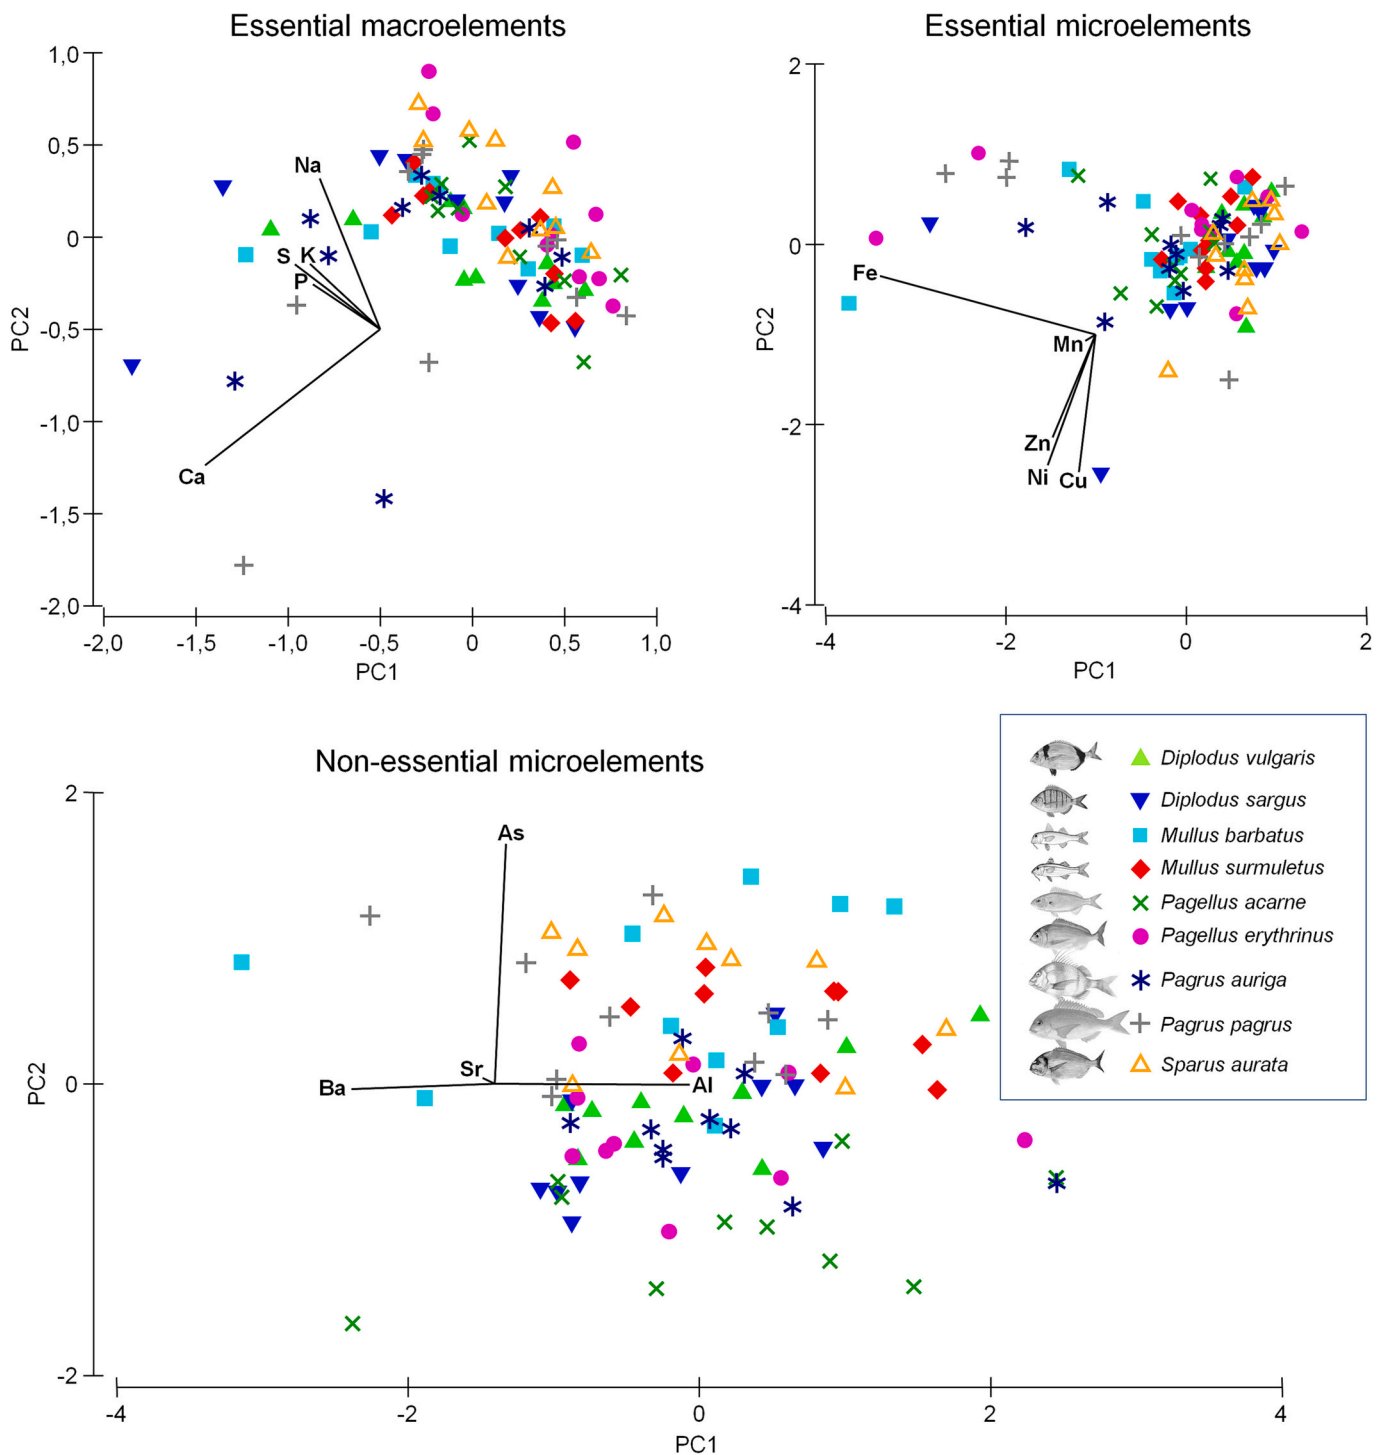 Essential macroelements
1,0
0,5
0
-0,5
-1,0
-1,5
-2,0
PC2
Na
S K
P
Ca
-2,0 -1,5 -1,0 -0,5 0 0,5 1,0
PC1
Essential microelements
2
0
-2
-4
PC2
Fe
Mn
Zn
Ni Cu
-4 -2 0 2
PC1
Non-essential microelements
2
0
-2
PC2
As
Sr
Ba
Al
-4 -2 0 2 4
PC1
Diplodus vulgaris
Diplodus sargus
Mullus barbatus
Mullus surmuletus
Pagellus acarne
Pagellus erythrinus
Pagrus auriga
Pagrus pagrus
Sparus aurata